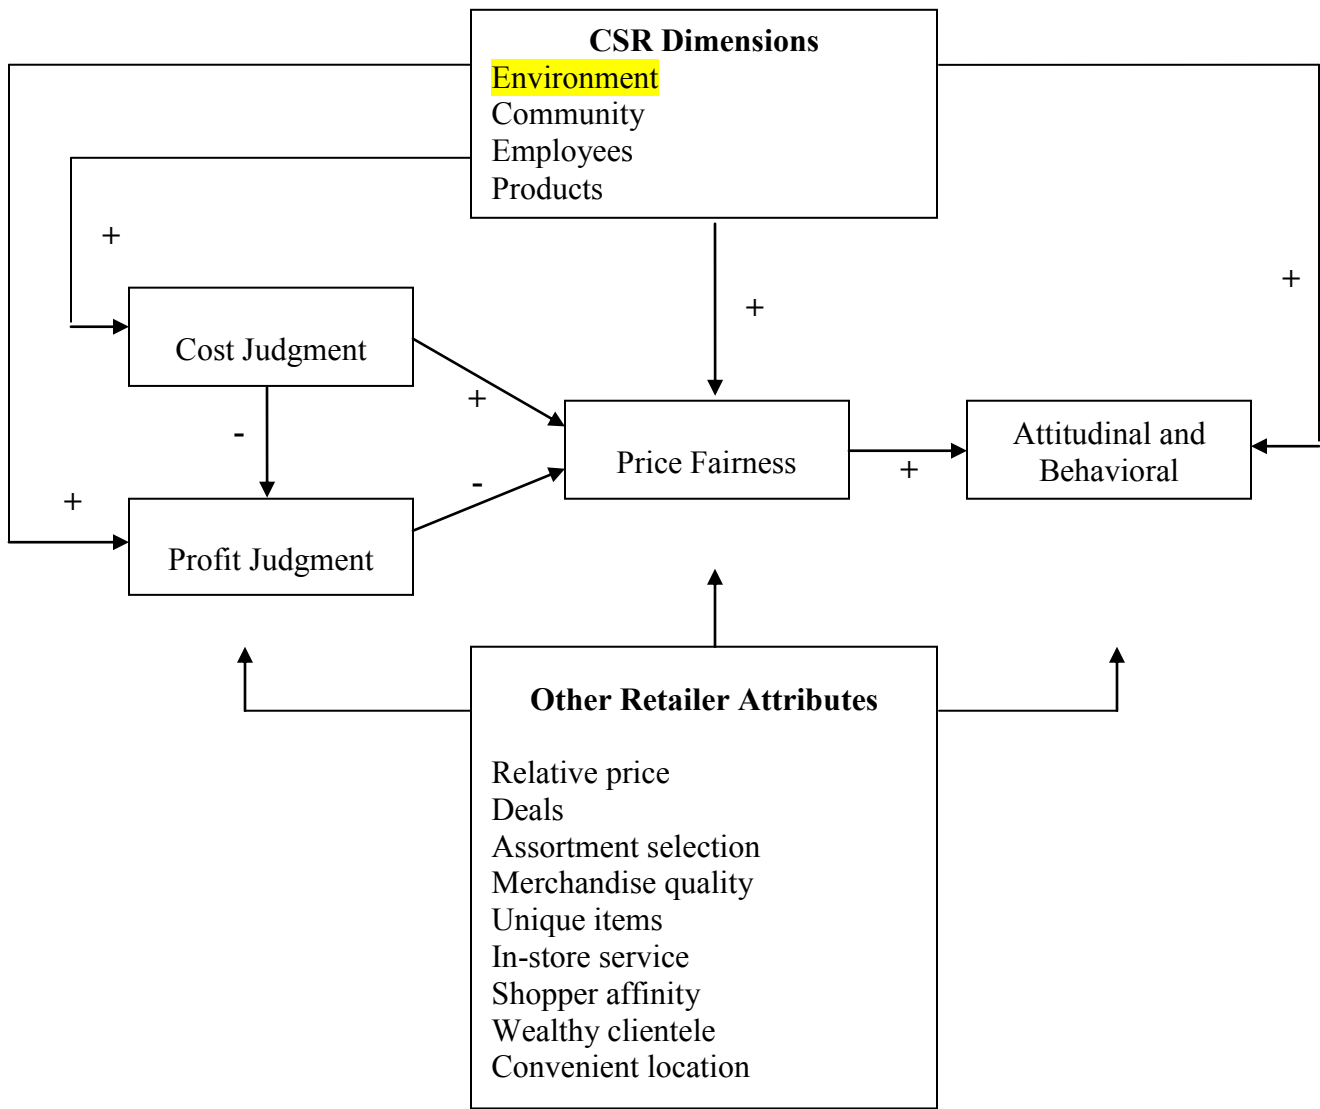 CSR Dimensions
Environment
Community
Employees
Products
+
+
+
Cost Judgment
+
-
Price Fairness
+
Attitudinal and
Behavioral
-
+
Profit Judgment
Other Retailer Attributes
Relative price
Deals
Assortment selection
Merchandise quality
Unique items
In-store service
Shopper affinity
Wealthy clientele
Convenient location